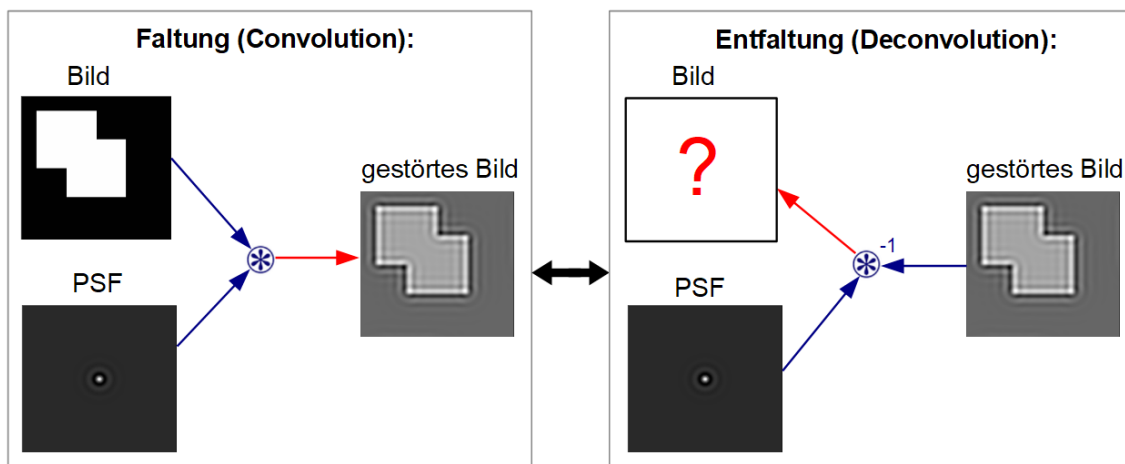 Faltung (Convolution):
Bild
gestörtes Bild
PSF
Entfaltung (Deconvolution):
Bild
?
gestörtes Bild
-1
PSF